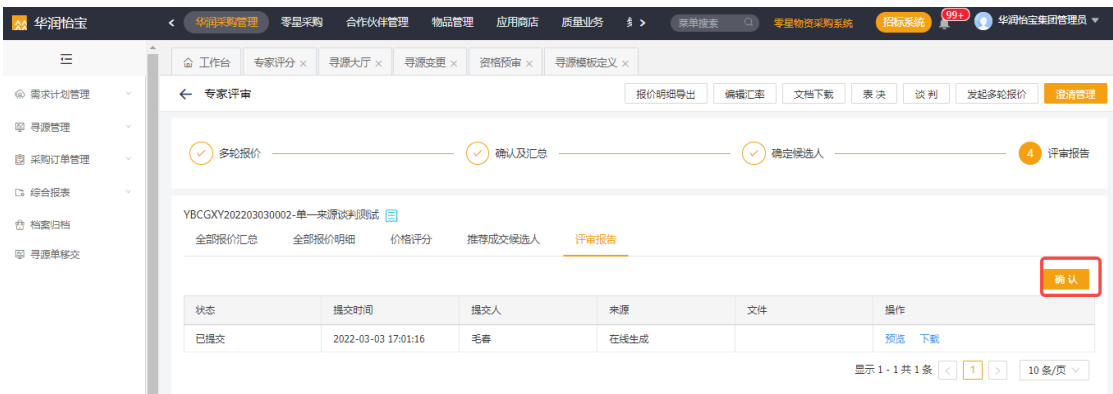 华润怡宝
华润采购管理 零星采购 合作伙伴管理 物品管理 应用商店 质量业务 菜单搜索 零星物资采购系统 招标系统 99+ 华润怡宝集团管理员
工作台 专家评分 寻源大厅 寻源变更 资格预审 寻源模板定义
需求计划管理
寻源管理
采购订单管理
综合报表
档案归档
寻源单移交
专家评审 报价明细导出 编辑汇率 文档下载 表决 谈判 发起多轮报价 澄清管理
多轮报价 确认及汇总 确定候选人 4 评审报告
YBCGXY202203030002-单一来源谈判测试
全部报价汇总 全部报价明细 价格评分 推荐成交候选人 评审报告
确认
状态 提交时间 提交人 来源 文件 操作
已提交 2022-03-03 17:01:16 毛春 在线生成 预览 下载
显示 1 - 1 共 1 条 < 1 > 10 条/页